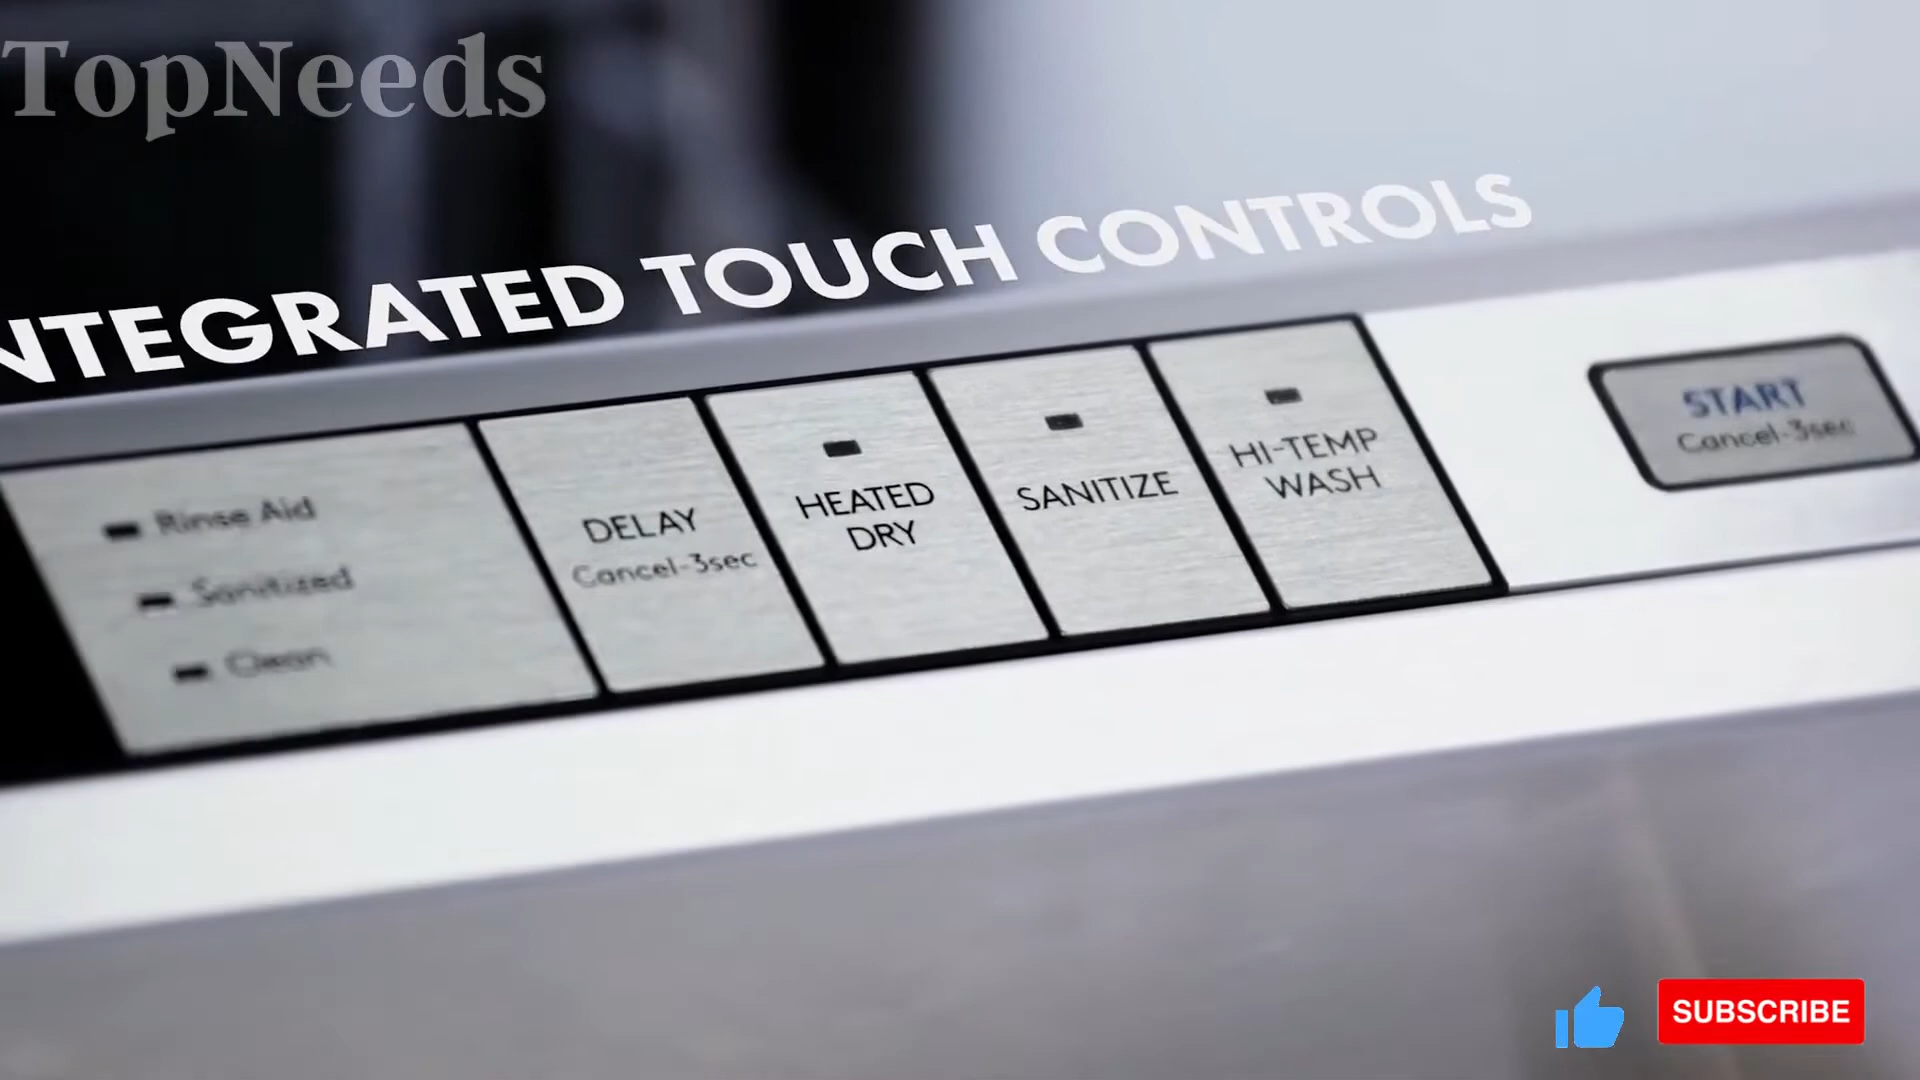 TopNeeds
NTEGRATED TOUCH CONTROLS
Rinse Aid
Sanitized
Clean
DELAY
Cancel-3sec
HEATED
DRY
SANITIZE
HI-TEMP
WASH
START
Cancel-3sec
SUBSCRIBE